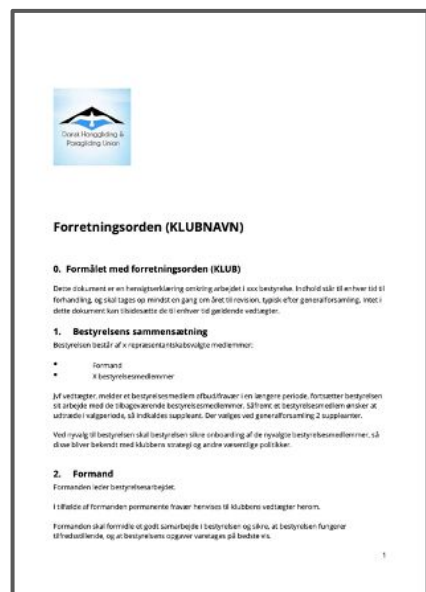 Dansk Hanggliding &
Paragliding Union
Forretningsorden (KLUBNAVN)
0. Formålet med forretningsorden (KLUB)
Dette dokument er en hensigtserklæring omkring arbejdet i xxx bestyrelse. Indhold står til enhver tid til
forhandling, og skal tages op mindst en gang om året til revision, typisk efter generalforsamling. Intet i
dette dokument kan tilsidesætte de til enhver tid gældende vedtægter.
1. Bestyrelsens sammensætning
Bestyrelsen består af x repræsentantskabsvalgte medlemmer:
• Formand
• X bestyrelsesmedlemmer
Jvf vedtægter, melder et bestyrelsesmedlem afbud/fravær i en længere periode, fortsætter bestyrelsen
sit arbejde med de tilbageværende bestyrelsesmedlemmer. Såfremt et bestyrelsesmedlem ønsker at
udtræde i valgperiode, så indkaldes suppleant. Der vælges ved generalforsamling 2 suppleanter.
Ved nyvalg til bestyrelsen skal bestyrelsen sikre onboarding af de nyvalgte bestyrelsesmedlemmer, så
disse bliver bekendt med klubbens strategi og andre væsentlige politikker.
2. Formand
Formanden leder bestyrelsesarbejdet.
I tilfælde af formanden permanente fravær henvises til klubbens vedtægter herom.
Formanden skal formidle et godt samarbejde i bestyrelsen og sikre, at bestyrelsen fungerer
tilfredsstillende, og at bestyrelsens opgaver varetages på bedste vis.
1